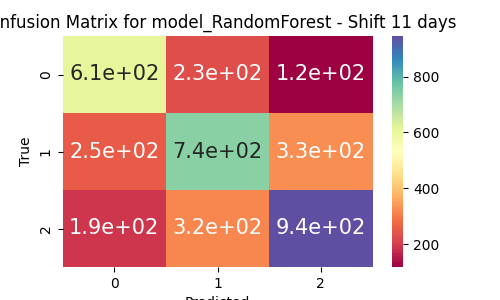 nfusion Matrix for model_RandomForest - Shift 11 days
True
0 6.1e+02 2.3e+02 1.2e+02
1 2.5e+02 7.4e+02 3.3e+02
2 1.9e+02 3.2e+02 9.4e+02
0 1 2
Predicted
800
600
400
200